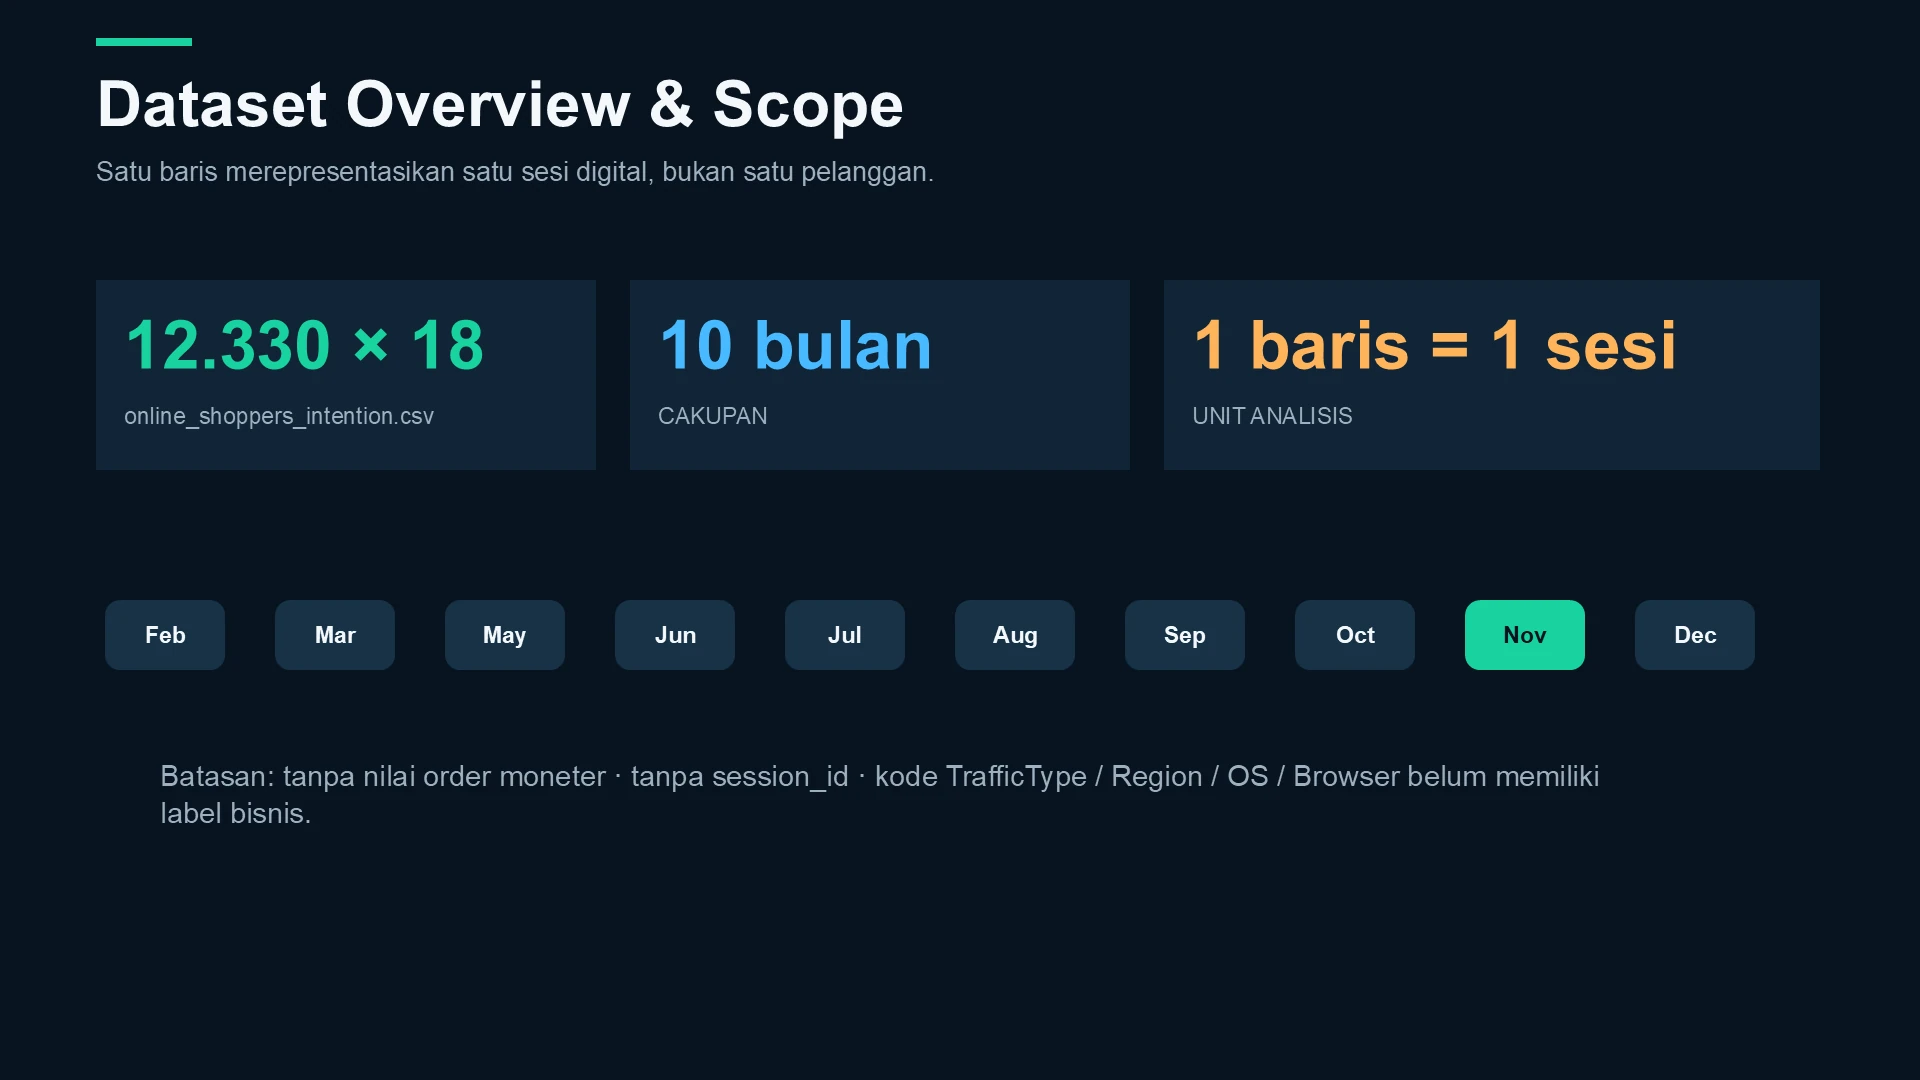 Dataset Overview & Scope
Satu baris merepresentasikan satu sesi digital, bukan satu pelanggan.
12.330 × 18
online_shoppers_intention.csv
10 bulan
CAKUPAN
1 baris = 1 sesi
UNIT ANALISIS
Feb
Mar
May
Jun
Jul
Aug
Sep
Oct
Nov
Dec
Batasan: tanpa nilai order moneter · tanpa session_id · kode TrafficType / Region / OS / Browser belum memiliki
label bisnis.